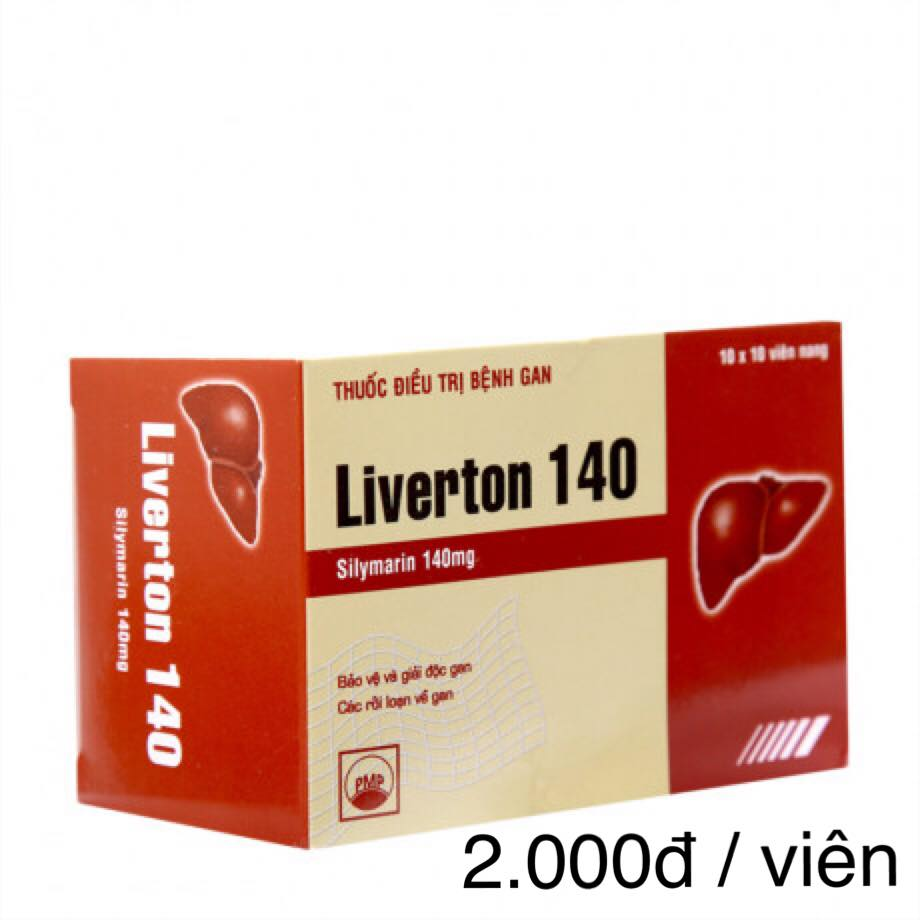 Liverton 140
Silymarin 140mg
THUỐC ĐIỀU TRỊ BỆNH GAN
Liverton 140
Silymarin 140mg
Bảo vệ và giải độc gan
Các rối loạn về gan
PMP
10 x 10 viên nang
2.000đ / viên